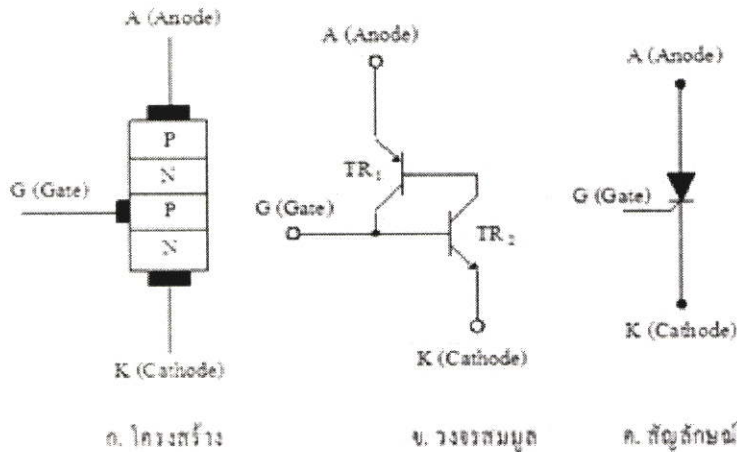 A (Anode)
P
N
P
N
G (Gate)
K (Cathode)
ก. โครงสร้าง
A (Anode)
TR1
G (Gate)
TR2
K (Cathode)
ข. วงจรสมมูล
A (Anode)
G (Gate)
K (Cathode)
ค. สัญลักษณ์